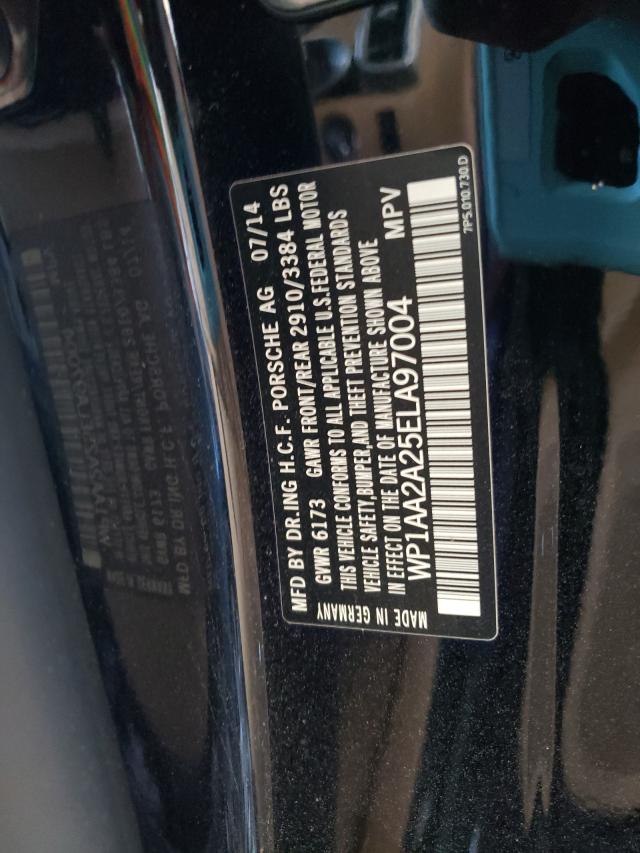 MFD BY DR.ING H.C.F. PORSCHE AG 07/14
GVWR 6173 GAWR FRONT/REAR 2910/3384 LBS
THIS VEHICLE CONFORMS TO ALL APPLICABLE U.S.FEDERAL MOTOR
VEHICLE SAFETY,BUMPER,AND THEFT PREVENTION STANDARDS
IN EFFECT ON THE DATE OF MANUFACTURE SHOWN ABOVE
WP1AA2A25ELA97004 MPV
MADE IN GERMANY
7P5.010.730.D